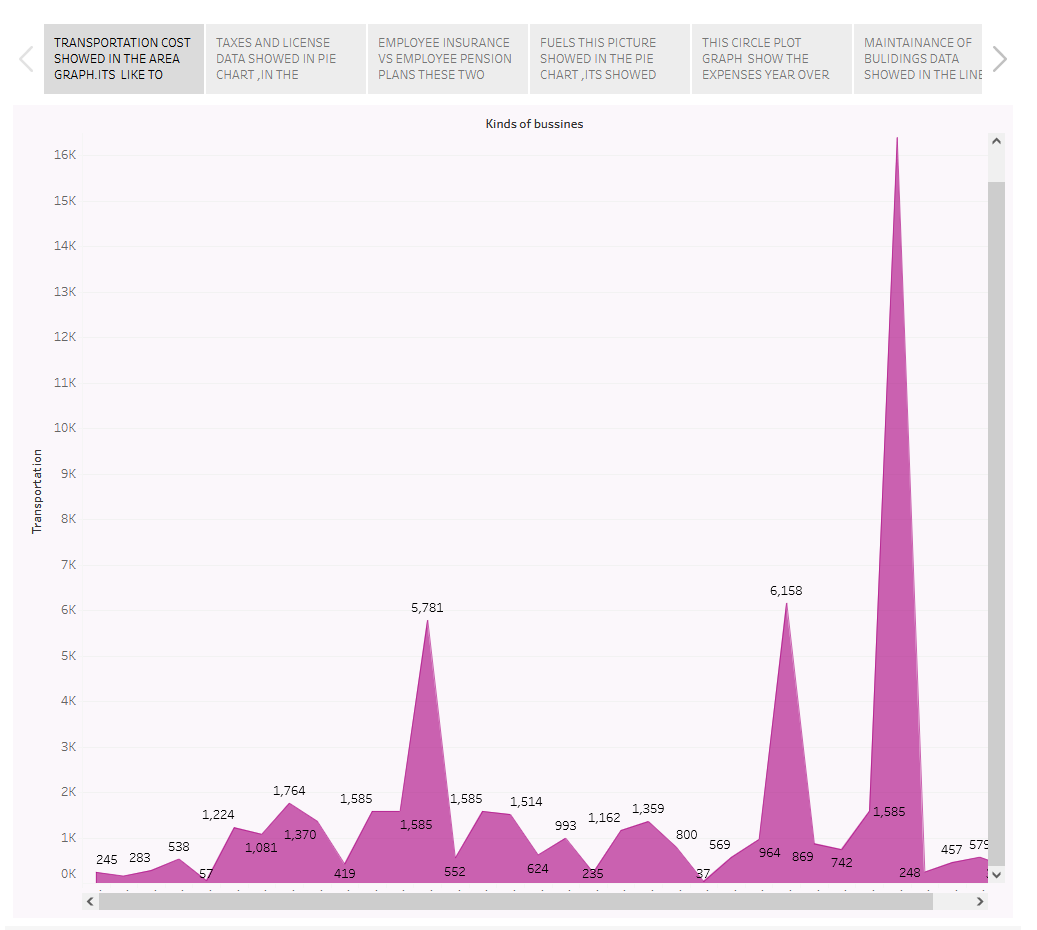 TRANSPORTATION COST
SHOWED IN THE AREA
GRAPH.ITS LIKE TO
TAXES AND LICENSE
DATA SHOWED IN PIE
CHART ,IN THE
EMPLOYEE INSURANCE
VS EMPLOYEE PENSION
PLANS THESE TWO
FUELS THIS PICTURE
SHOWED IN THE PIE
CHART ,ITS SHOWED
THIS CIRCLE PLOT
GRAPH SHOW THE
EXPENSES YEAR OVER
MAINTAINANCE OF
BULIDINGS DATA
SHOWED IN THE LINE
Kinds of bussines
16K
15K
14K
13K
12K
11K
10K
9K
8K
7K
6K
5K
4K
3K
2K
1K
0K
Transportation
245
283
538
57
1,224
1,081
1,764
1,370
419
1,585
1,585
5,781
552
1,585
1,514
624
993
235
1,162
1,359
800
37
569
964
6,158
869
742
1,585
248
457
579